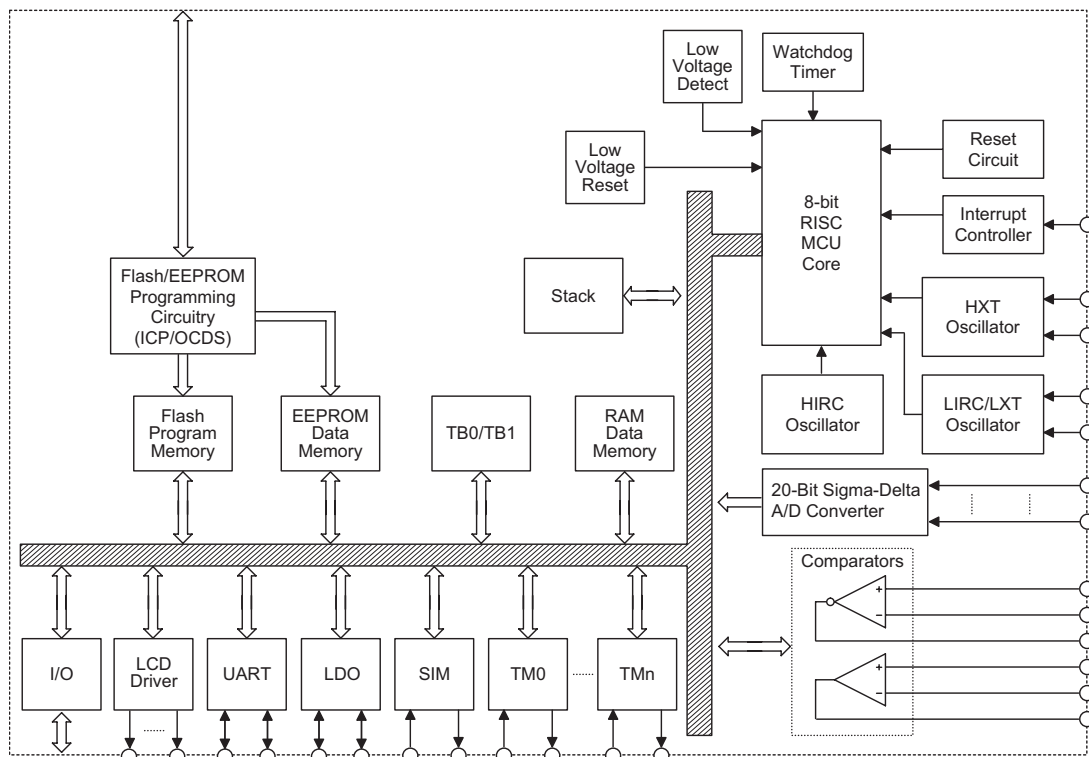 Low
Voltage
Detect
Watchdog
Timer
Low
Voltage
Reset
8-bit
RISC
MCU
Core
Reset
Circuit
Interrupt
Controller
Flash/EEPROM
Programming
Circuitry
(ICP/OCDS)
Stack
HXT
Oscillator
HIRC
Oscillator
LIRC/LXT
Oscillator
Flash
Program
Memory
EEPROM
Data
Memory
TB0/TB1
RAM
Data
Memory
20-Bit Sigma-Delta
A/D Converter
Comparators
+
−
+
−
I/O
LCD
Driver
UART
LDO
SIM
TM0
TMn